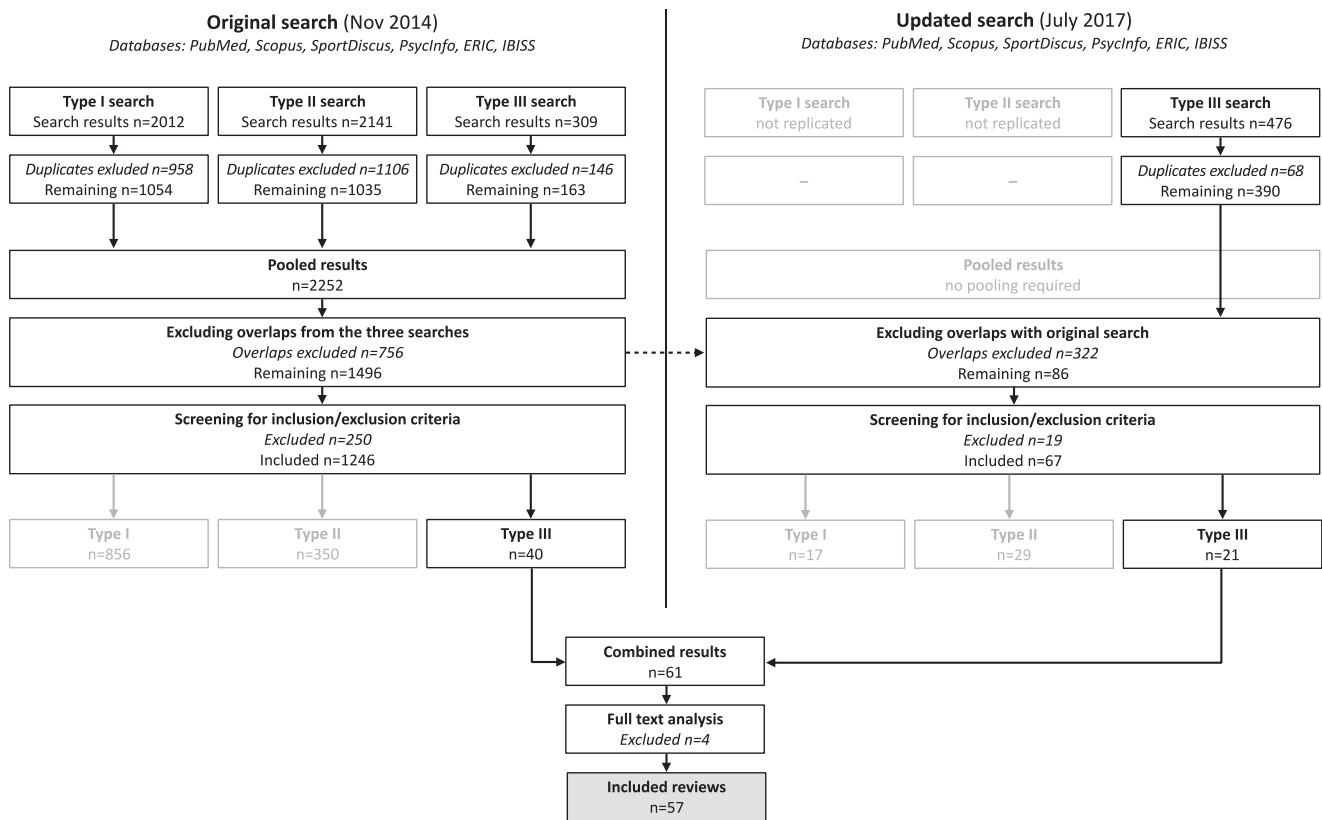 Original search (Nov 2014)
Databases: PubMed, Scopus, SportDiscus, PsycInfo, ERIC, IBISS
Type I search
Search results n=2012
Type II search
Search results n=2141
Type III search
Search results n=309
Duplicates exluded n=958
Remaining n=1054
Duplicates excluded n=1106
Remaining n=1035
Duplicates excluded n=146
Remaining n=163
Pooled results
n=2252
Excluding overlaps from the three searches
Overlaps excluded n=756
Remaining n=1496
Screening for inclusion/exclusion criteria
Excluded n=250
Included n=1246
Type I
n=856
Type II
n=350
Type III
n=40
Updated search (July 2017)
Databases: PubMed, Scopus, SportDiscus, PsycInfo, ERIC, IBISS
Type I search
not replicated
Type II search
not replicated
Type III search
Search results n=476
–
–
Duplicates excluded n=68
Remaining n=390
Pooled results
no pooling required
Excluding overlaps with original search
Overlaps excluded n=322
Remaining n=86
Screening for inclusion/exclusion criteria
Excluded n=19
Included n=67
Type I
n=17
Type II
n=29
Type III
n=21
Combined results
n=61
Full text analysis
Excluded n=4
Included reviews
n=57